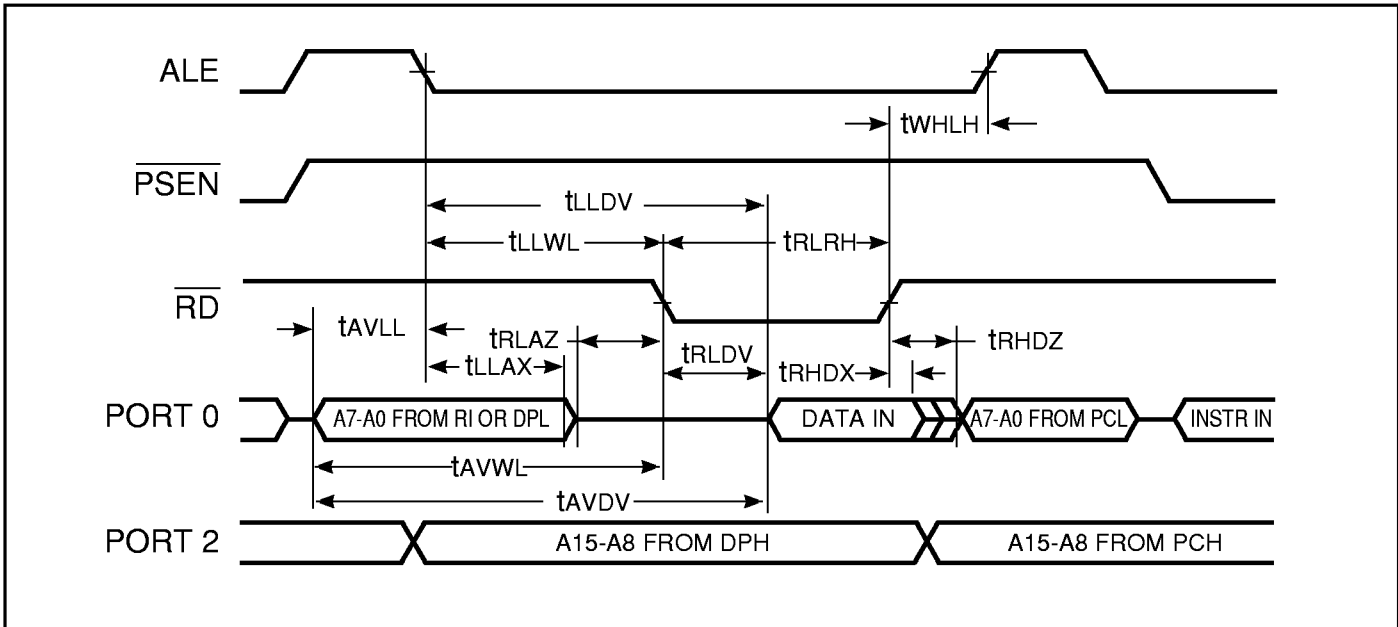 ALE
tWHLH
PSEN
tLLDV
tLLWL
tRLRH
RD
tAVLL
tRLAZ
tRLDV
tRHDZ
tLLAX
tRHDX
PORT 0
A7-A0 FROM RI OR DPL
DATA IN
A7-A0 FROM PCL
INSTR IN
tAVWL
tAVDV
PORT 2
A15-A8 FROM DPH
A15-A8 FROM PCH